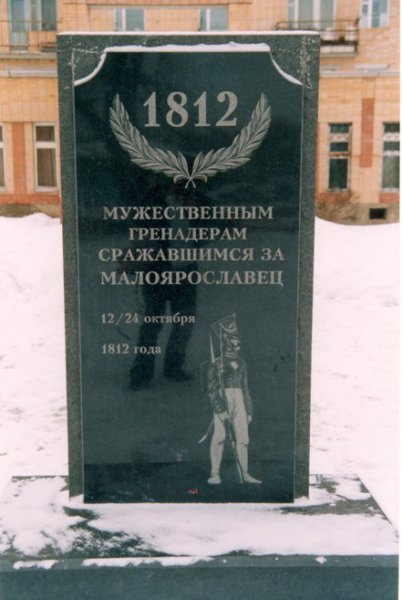 1812
МУЖЕСТВЕННЫМ
ГРЕНАДЕРАМ
СРАЖАВШИМСЯ ЗА
МАЛОЯРОСЛАВЕЦ
12/24 октября
1812 года